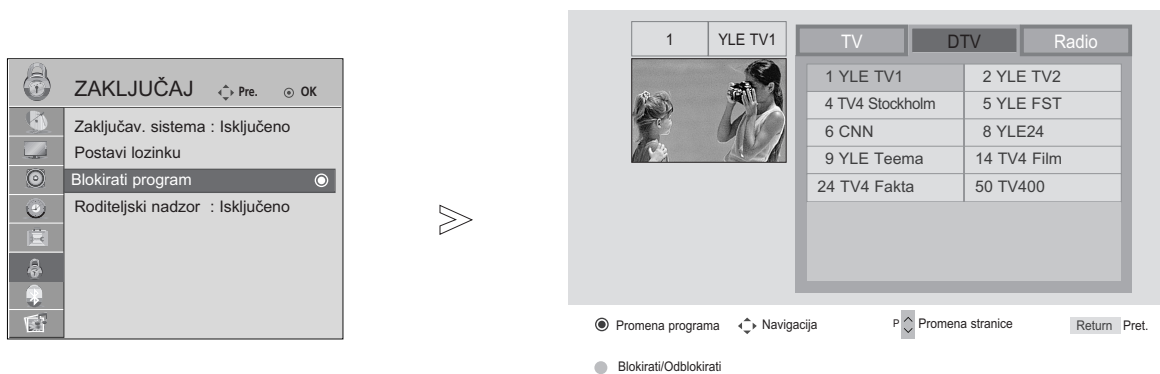 ZAKLJUČAJ Pre. OK
Zaključav. sistema : Isključeno
Postavi lozinku
Blokirati program
Roditeljski nadzor : Isključeno
1 YLE TV1
TV DTV Radio
1 YLE TV1 2 YLE TV2
4 TV4 Stockholm 5 YLE FST
6 CNN 8 YLE24
9 YLE Teema 14 TV4 Film
24 TV4 Fakta 50 TV400
Promena programa Navigacija P Promena stranice Return Pret.
Blokirati/Odblokirati